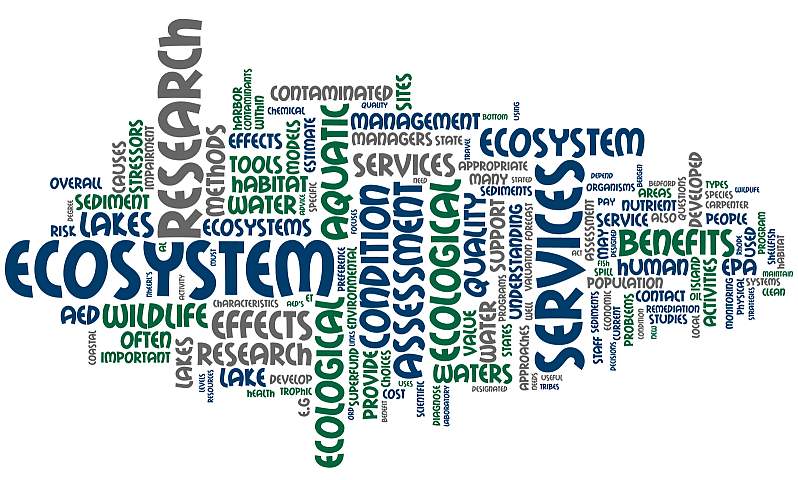 RESEARCH
CONTAMINATED
SITES
HARBOR
CONTAMINANTS
WITHIN
CHEMICAL
QUALITY
AQUATIC
MANAGEMENT
BOTTOM
USING
CAUSES
STRESSORS
IMPAIRMENT
METHODS
EFFECTS
MODELS
ESTIMATE
MANAGERS
STATE
TRAVEL
ECOSYSTEM
TOOLS
SERVICES
APPROPRIATE
OVERALL
HABITAT
SPECIFIC
ADVICE
NEED
MANY
STATED
SEDIMENTS
DEPEND
ORGANISMS
BERGEN
BEDFORD
AREAS
QUESTIONS
DEVELOPED
TYPES
SPECIES
WILDLIFE
CARPENTER
DEGREE
SEDIMENT
WATER
FOCUSES
CONDITION
ASSESSMENT
ECOLOGICAL
QUALITY
SUPPORT
UNDERSTANDING
FORECAST
SERVICES
PAY
NUTRIENT
RISK
LAKES
ECOSYSTEMS
ASSESSMENT
MAY
DESIGNED
SERVICE
ALSO
PEOPLE
PROGRAM
ECOSYSTEM
AL
MUST
PREFERENCE
ENVIRONMENTAL
ACT
BENEFITS
RHODE
USED
SHELLFISH
HABITAT
ACTIVITY
FISH
SPILL
HUMAN
EPA
MAINTAIN
CHARACTERISTICS
AED'S
ET
VALUATION
POPULATION
OIL
ISLAND
ACTIVITIES
PHYSICAL
SYSTEMS
CLEAN
AED
WILDLIFE
EFFECTS
ECOLOGICAL
LINKS
SUPERFUND
PROVIDE
CHOICES
VALUE
WATER
PROGRAMS
STATES
WELL
APPROACHES
STAFF
SEDIMENTS
ECONOMIC
CURRENT
DECISIONS
PROBLEMS
CONTACT
CONDITION
REMEDIATION
NEW
STUDIES
LOCAL
MONITORING
STRATEGIES
COASTAL
OFTEN
IMPORTANT
LAKES
RESEARCH
LEVELS
RESOURCES
LAKE
DEVELOP
HEALTH
TROPHIC
E.G
ORD
BENEFIT
COST
USES
SCIENTIFIC
DIAGNOSE
LABORATORY
WATERS
DESIGNATED
NEEDS
USEFUL
TRIBES